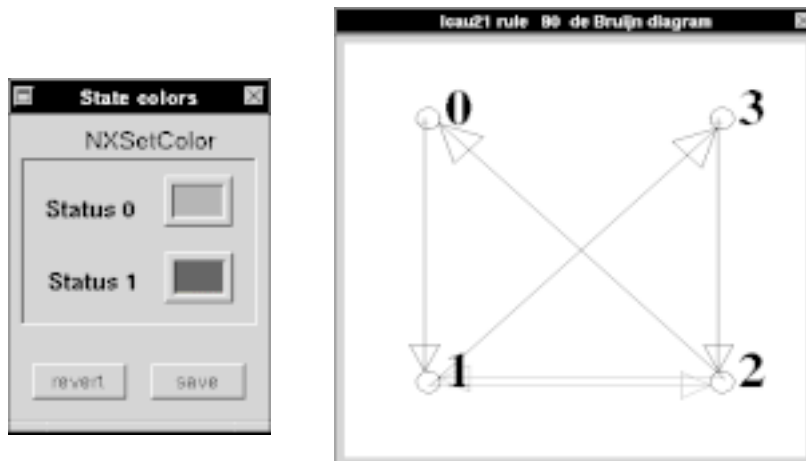 State colors
NXSetColor
Status 0
Status 1
revert
save
lcau21 rule 90 de Bruijn diagram
0
3
1
2